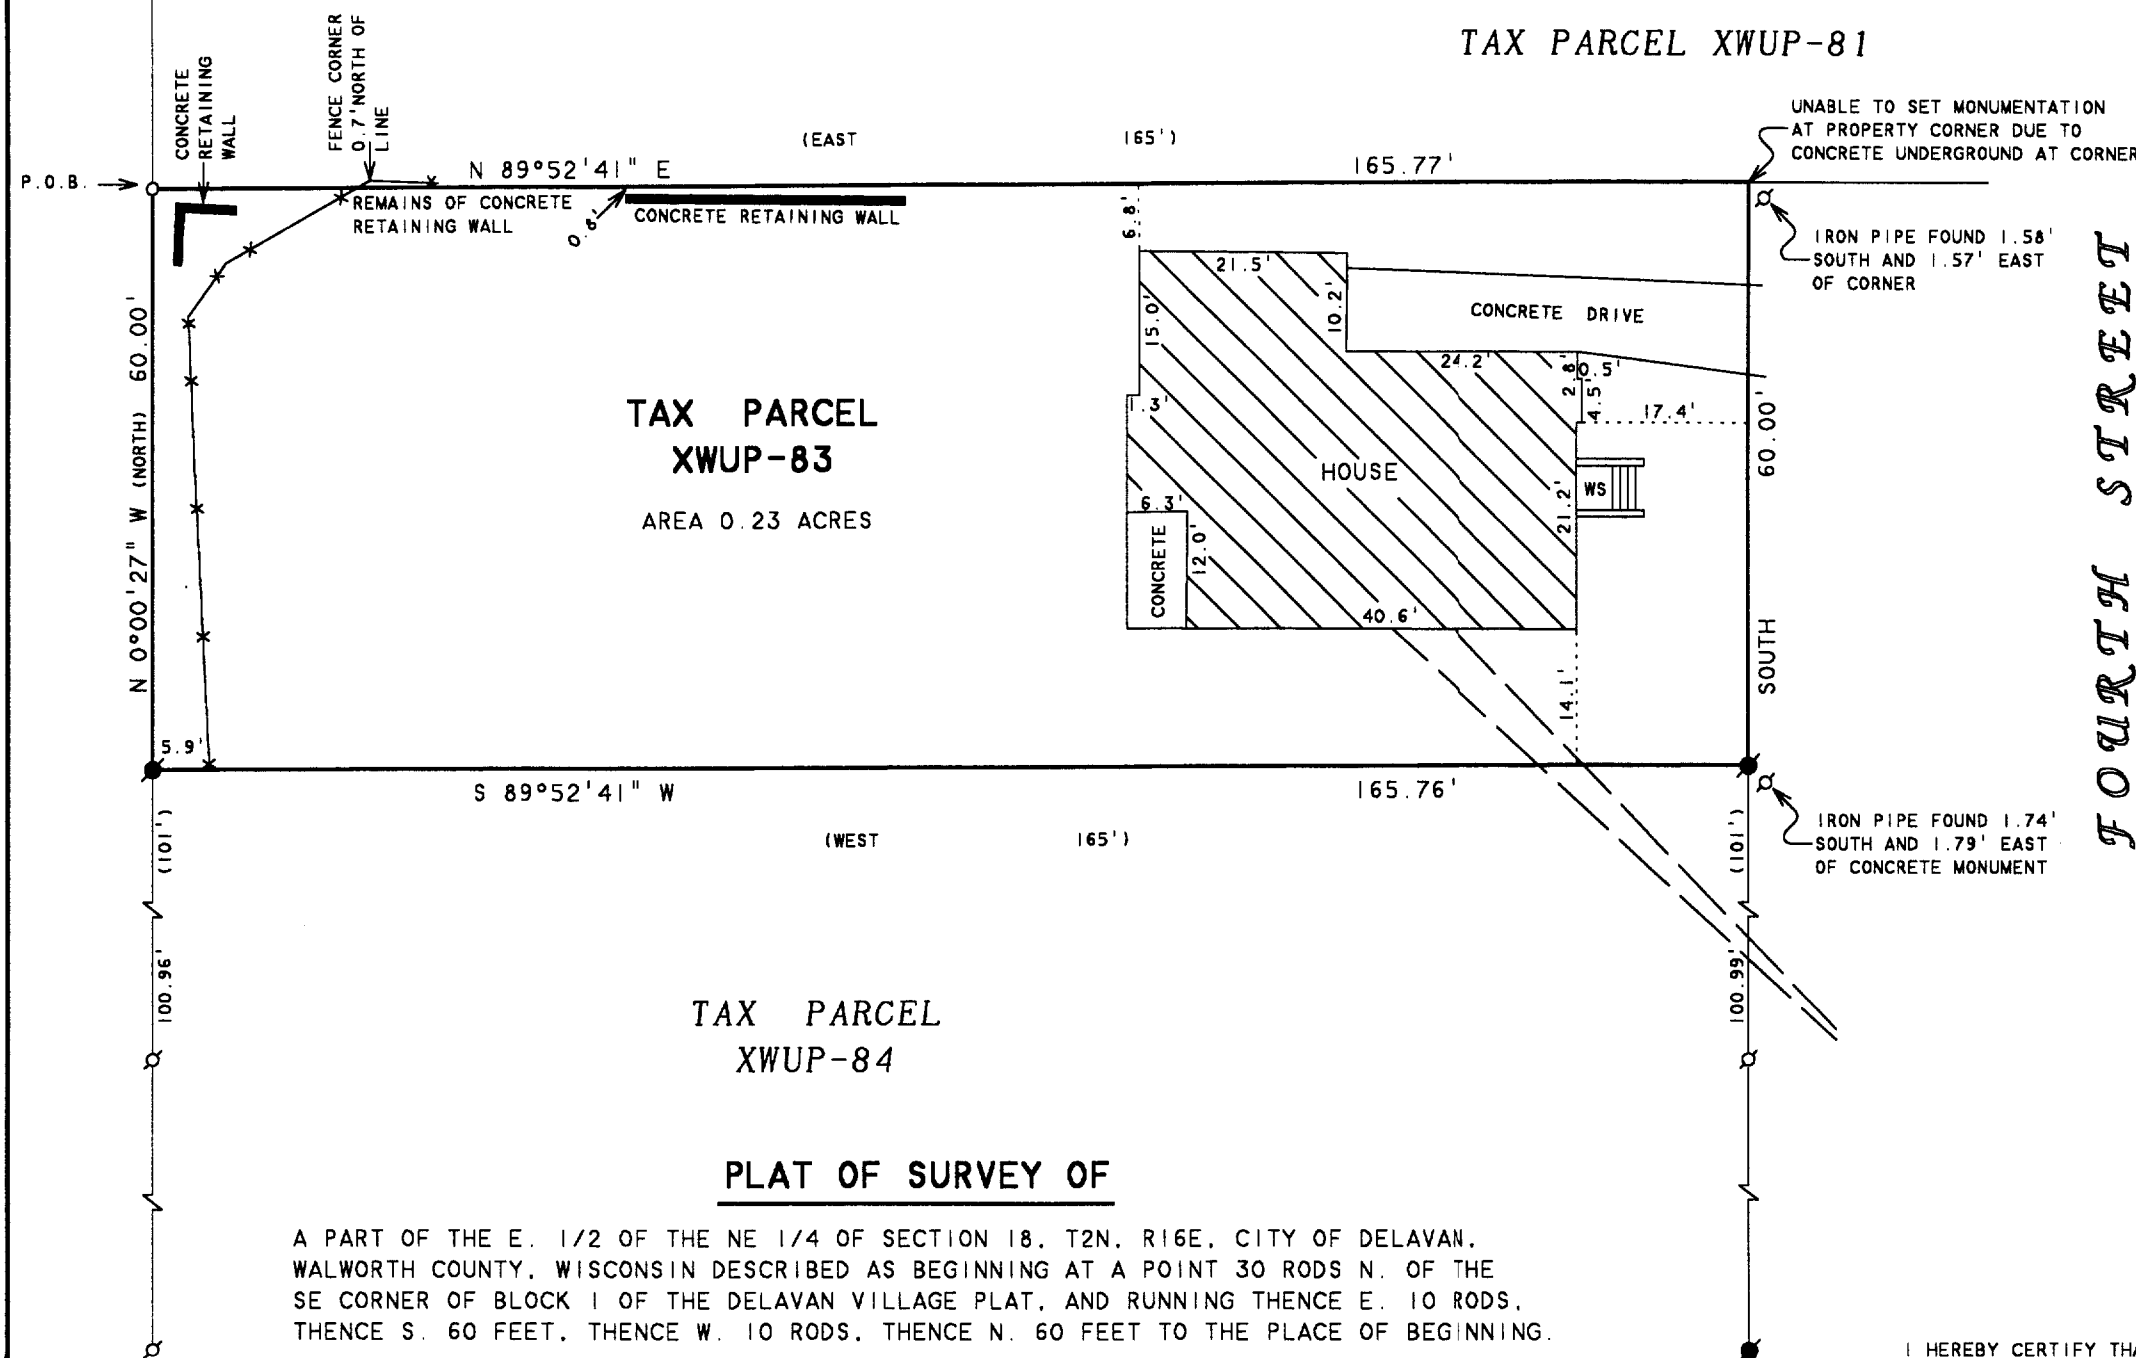 TAX PARCEL XWUP-81
CONCRETE
RETAINING
WALL
FENCE CORNER
0.7' NORTH OF
LINE
(EAST 165')
UNABLE TO SET MONUMENTATION
AT PROPERTY CORNER DUE TO
CONCRETE UNDERGROUND AT CORNER
P.O.B.
N 89°52'41" E
165.77'
REMAINS OF CONCRETE
RETAINING WALL
0.8'
CONCRETE RETAINING WALL
6.8'
IRON PIPE FOUND 1.58'
SOUTH AND 1.57' EAST
OF CORNER
21.5'
15.0'
10.2'
CONCRETE DRIVE
24.2'
2.8'
0.5'
4.5'
17.4'
1.3'
N 0°00'27" W (NORTH) 60.00'
TAX PARCEL
XWUP-83
AREA 0.23 ACRES
HOUSE
6.3'
CONCRETE
12.0'
21.2'
WS
40.6'
14.1'
SOUTH 60.00'
FOURTH STREET
5.9'
S 89°52'41" W
165.76'
(WEST 165')
(101')
100.96'
(101')
100.99'
IRON PIPE FOUND 1.74'
SOUTH AND 1.79' EAST
OF CONCRETE MONUMENT
TAX PARCEL
XWUP-84
PLAT OF SURVEY OF
A PART OF THE E. 1/2 OF THE NE 1/4 OF SECTION 18, T2N, R16E, CITY OF DELAVAN,
WALWORTH COUNTY, WISCONSIN DESCRIBED AS BEGINNING AT A POINT 30 RODS N. OF THE
SE CORNER OF BLOCK 1 OF THE DELAVAN VILLAGE PLAT, AND RUNNING THENCE E. 10 RODS,
THENCE S. 60 FEET, THENCE W. 10 RODS, THENCE N. 60 FEET TO THE PLACE OF BEGINNING.
I HEREBY CERTIFY THA